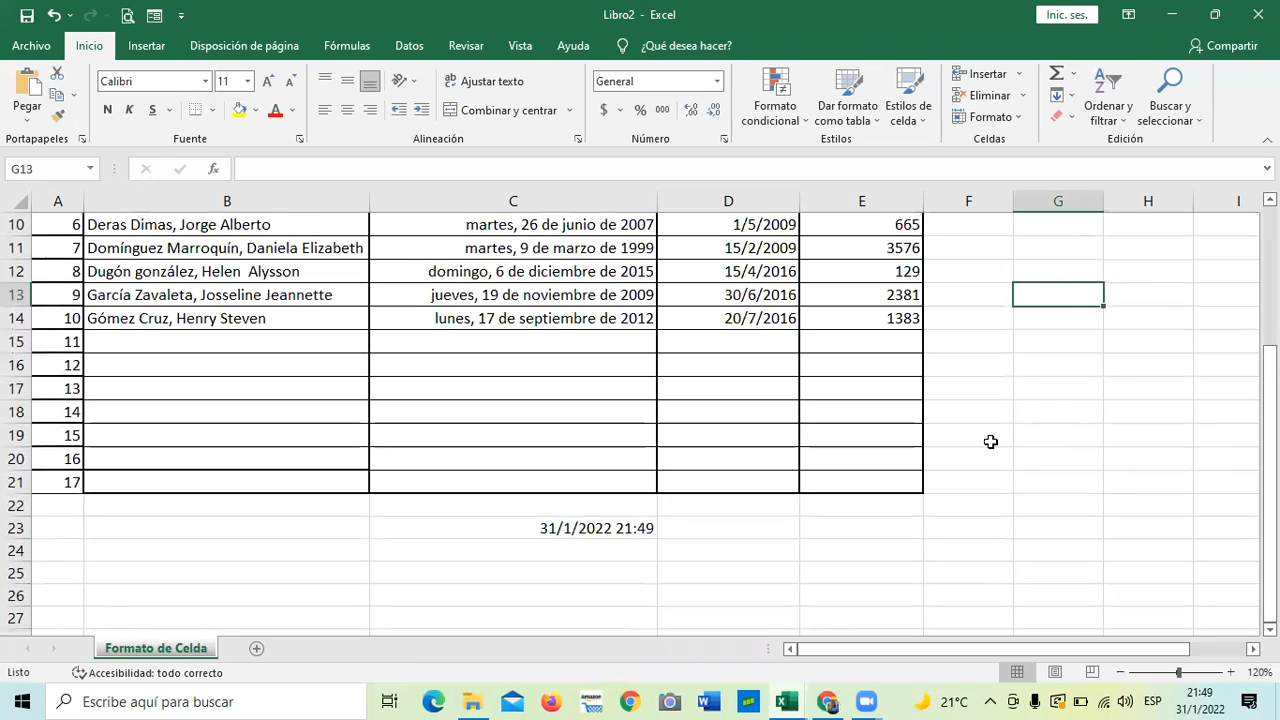 Libro2 - Excel
Inic. ses.
Archivo Inicio Insertar Disposición de página Fórmulas Datos Revisar Vista Ayuda ¿Qué desea hacer? Compartir
Pegar
Calibri 11
N K S
Ajustar texto
Combinar y centrar
General
$ % 000
Formato condicional
Dar formato como tabla
Estilos de celda
Insertar
Eliminar
Formato
Ordenar y filtrar
Buscar y seleccionar
Portapapeles Fuente Alineación Número Estilos Celdas Edición
G13 fx
A B C D E F G H I
10 6 Deras Dimas, Jorge Alberto martes, 26 de junio de 2007 1/5/2009 665
11 7 Domínguez Marroquín, Daniela Elizabeth martes, 9 de marzo de 1999 15/2/2009 3576
12 8 Dugón gonzález, Helen Alysson domingo, 6 de diciembre de 2015 15/4/2016 129
13 9 García Zavaleta, Josseline Jeannette jueves, 19 de noviembre de 2009 30/6/2016 2381
14 10 Gómez Cruz, Henry Steven lunes, 17 de septiembre de 2012 20/7/2016 1383
15 11
16 12
17 13
18 14
19 15
20 16
21 17
22
23 31/1/2022 21:49
24
25
26
27
Formato de Celda
Listo Accesibilidad: todo correcto 120%
Escribe aquí para buscar 21°C ESP 21:49
31/1/2022